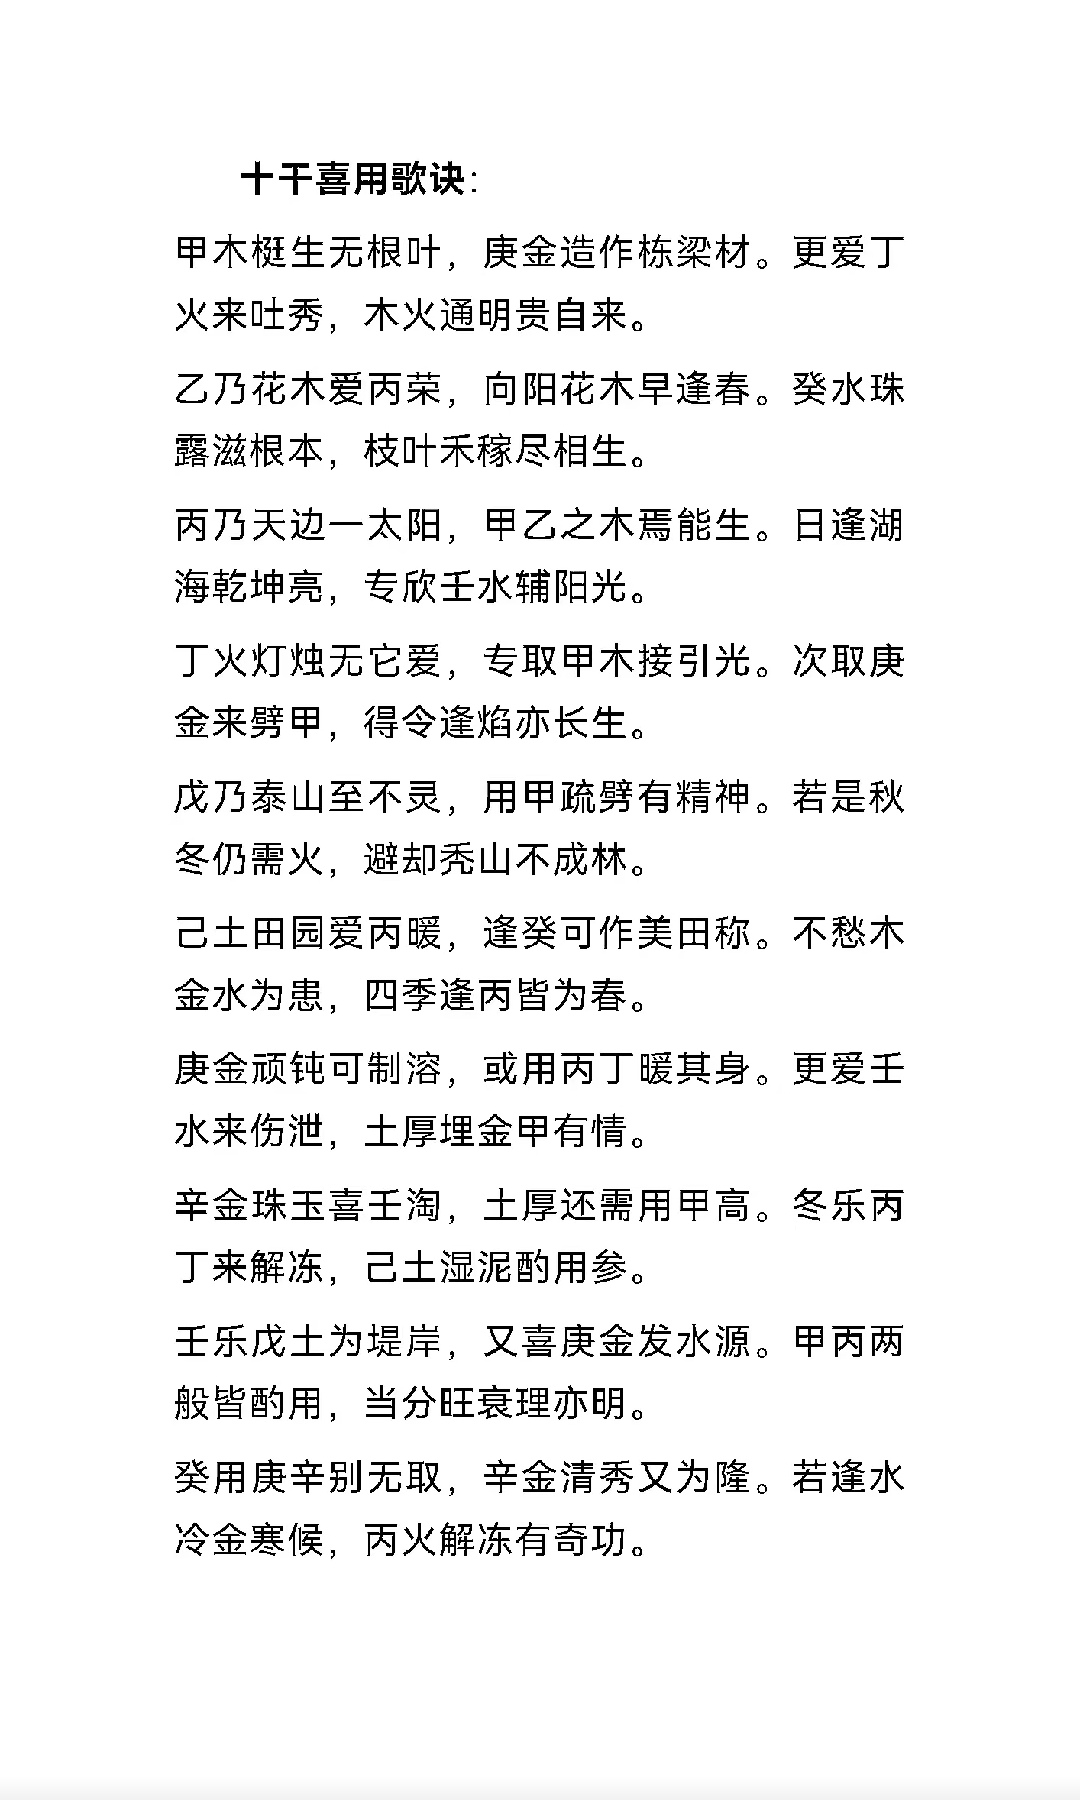 十干喜用歌诀:
甲木梃生无根叶，庚金造作栋梁材。更爱丁
火来吐秀，木火通明贵自来。
乙乃花木爱丙荣，向阳花木早逢春。癸水珠
露滋根本，枝叶禾稼尽相生。
丙乃天边一太阳，甲乙之木焉能生。日逢湖
海乾坤亮，专欣壬水辅阳光。
丁火灯烛无它爱，专取甲木接引光。次取庚
金来劈甲，得令逢焰亦长生。
戊乃泰山至不灵，用甲疏劈有精神。若是秋
冬仍需火，避却秃山不成林。
己土田园爱丙暖，逢癸可作美田称。不愁木
金水为患，四季逢丙皆为春。
庚金顽钝可制溶，或用丙丁暖其身。更爱壬
水来伤泄，土厚埋金甲有情。
辛金珠玉喜壬淘，土厚还需用甲高。冬乐丙
丁来解冻，己土湿泥酌用参。
壬乐戊土为堤岸，又喜庚金发水源。甲丙两
般皆酌用，当分旺衰理亦明。
癸用庚辛别无取，辛金清秀又为隆。若逢水
冷金寒候，丙火解冻有奇功。